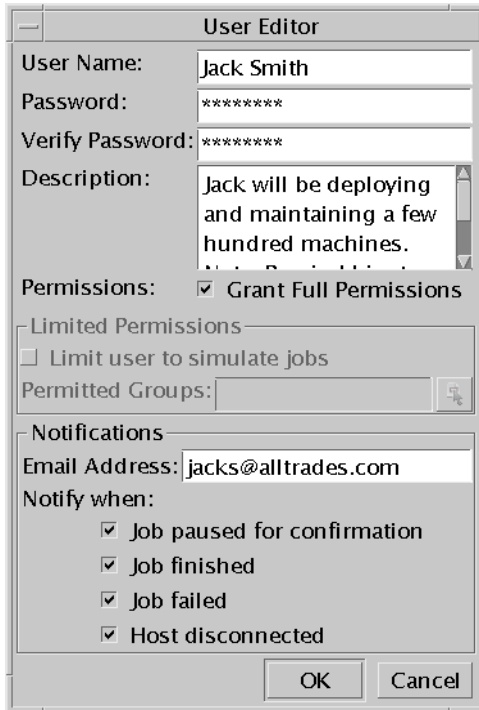 User Editor
User Name: Jack Smith
Password: ********
Verify Password: ********
Description: Jack will be deploying
and maintaining a few
hundred machines.
Permissions: Grant Full Permissions
Limited Permissions
Limit user to simulate jobs
Permitted Groups:
Notifications
Email Address: jacks@alltrades.com
Notify when:
Job paused for confirmation
Job finished
Job failed
Host disconnected
OK Cancel